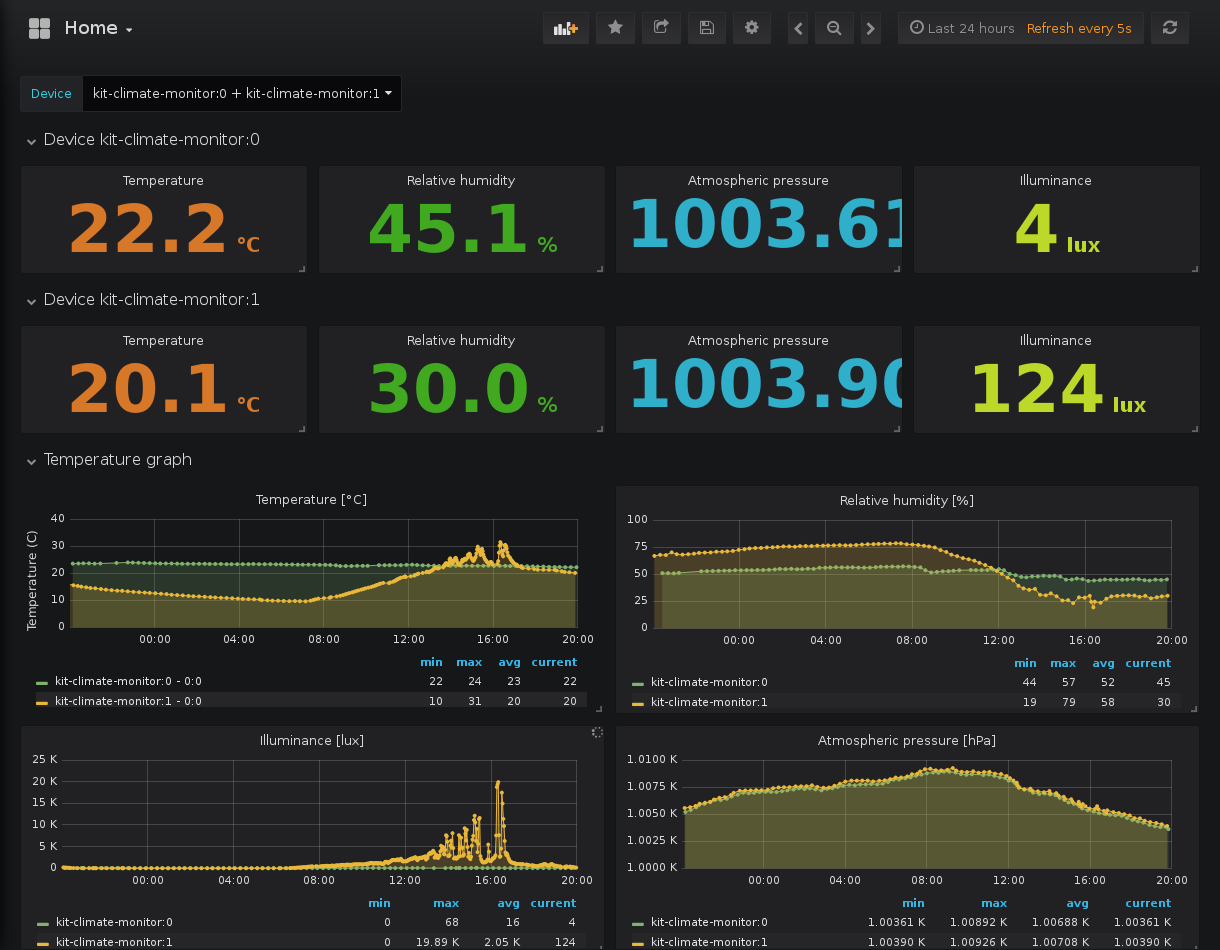 Home
Last 24 hours Refresh every 5s
Device kit-climate-monitor:0 + kit-climate-monitor:1
Device kit-climate-monitor:0
Temperature Relative humidity Atmospheric pressure Illuminance
22.2 °C 45.1 % 1003.61 4 lux
Device kit-climate-monitor:1
Temperature Relative humidity Atmospheric pressure Illuminance
20.1 °C 30.0 % 1003.90 124 lux
Temperature graph
Temperature [°C]
Temperature (C)
40
30
20
10
0
00:00 04:00 08:00 12:00 16:00 20:00
min max avg current
kit-climate-monitor:0 - 0:0 22 24 23 22
kit-climate-monitor:1 - 0:0 10 31 20 20
Relative humidity [%]
100
75
50
25
0
00:00 04:00 08:00 12:00 16:00 20:00
min max avg current
kit-climate-monitor:0 44 57 52 45
kit-climate-monitor:1 19 79 58 30
Illuminance [lux]
25 K
20 K
15 K
10 K
5 K
0
00:00 04:00 08:00 12:00 16:00 20:00
min max avg current
kit-climate-monitor:0 0 68 16 4
kit-climate-monitor:1 0 19.89 K 2.05 K 124
Atmospheric pressure [hPa]
1.0100 K
1.0075 K
1.0050 K
1.0025 K
1.0000 K
00:00 04:00 08:00 12:00 16:00 20:00
min max avg current
kit-climate-monitor:0 1.00361 K 1.00892 K 1.00688 K 1.00361 K
kit-climate-monitor:1 1.00390 K 1.00926 K 1.00708 K 1.00390 K